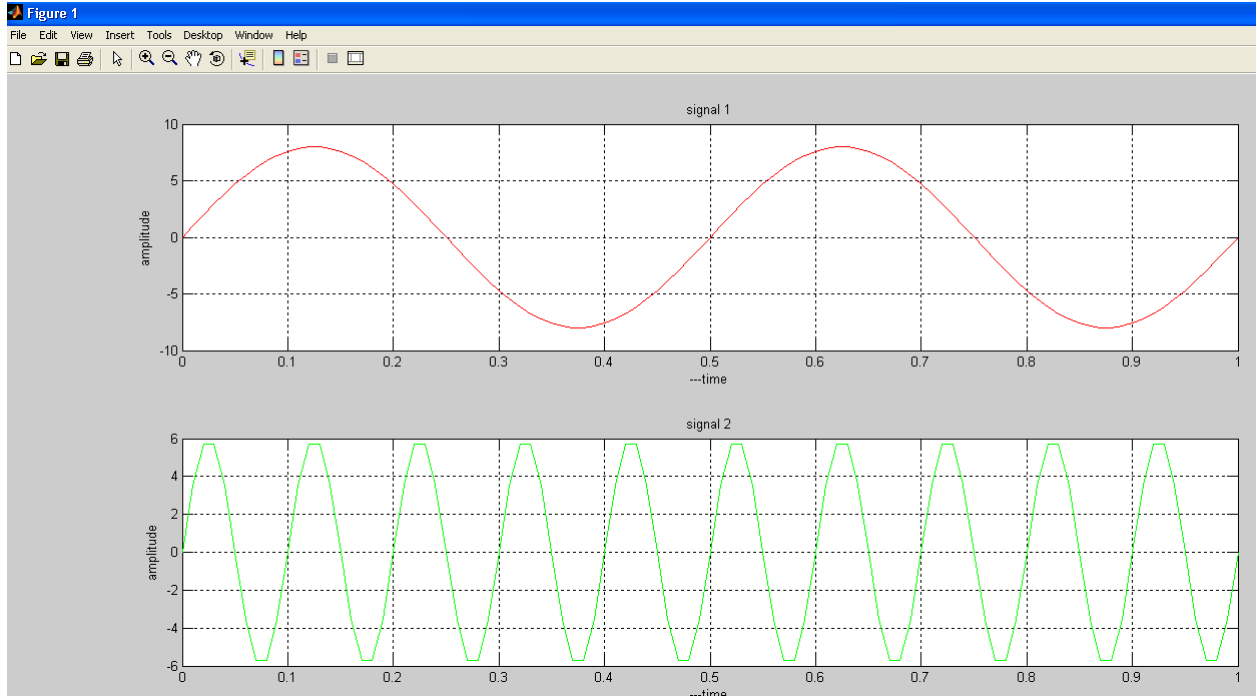 Figure 1
File Edit View Insert Tools Desktop Window Help
signal 1
amplitude
10
5
0
-5
-10
0 0.1 0.2 0.3 0.4 0.5 0.6 0.7 0.8 0.9 1
---time
signal 2
amplitude
6
4
2
0
-2
-4
-6
0 0.1 0.2 0.3 0.4 0.5 0.6 0.7 0.8 0.9 1
---time